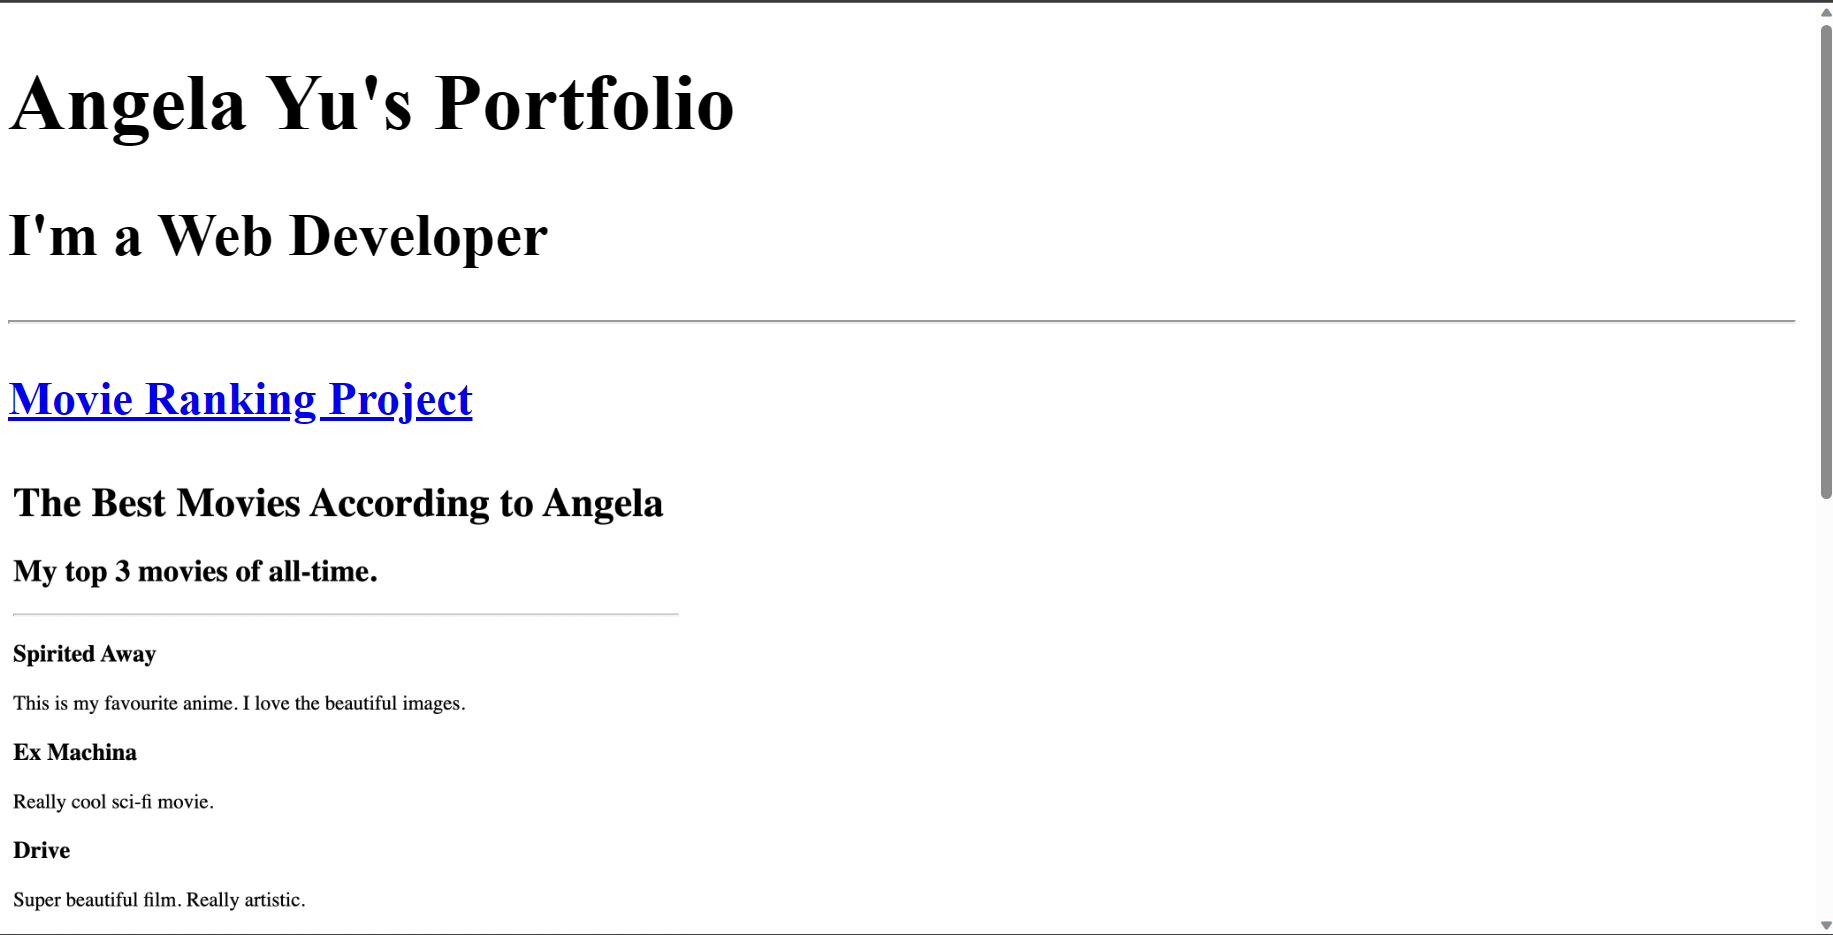 Angela Yu's Portfolio
I'm a Web Developer
Movie Ranking Project
The Best Movies According to Angela
My top 3 movies of all-time.
Spirited Away
This is my favourite anime. I love the beautiful images.
Ex Machina
Really cool sci-fi movie.
Drive
Super beautiful film. Really artistic.